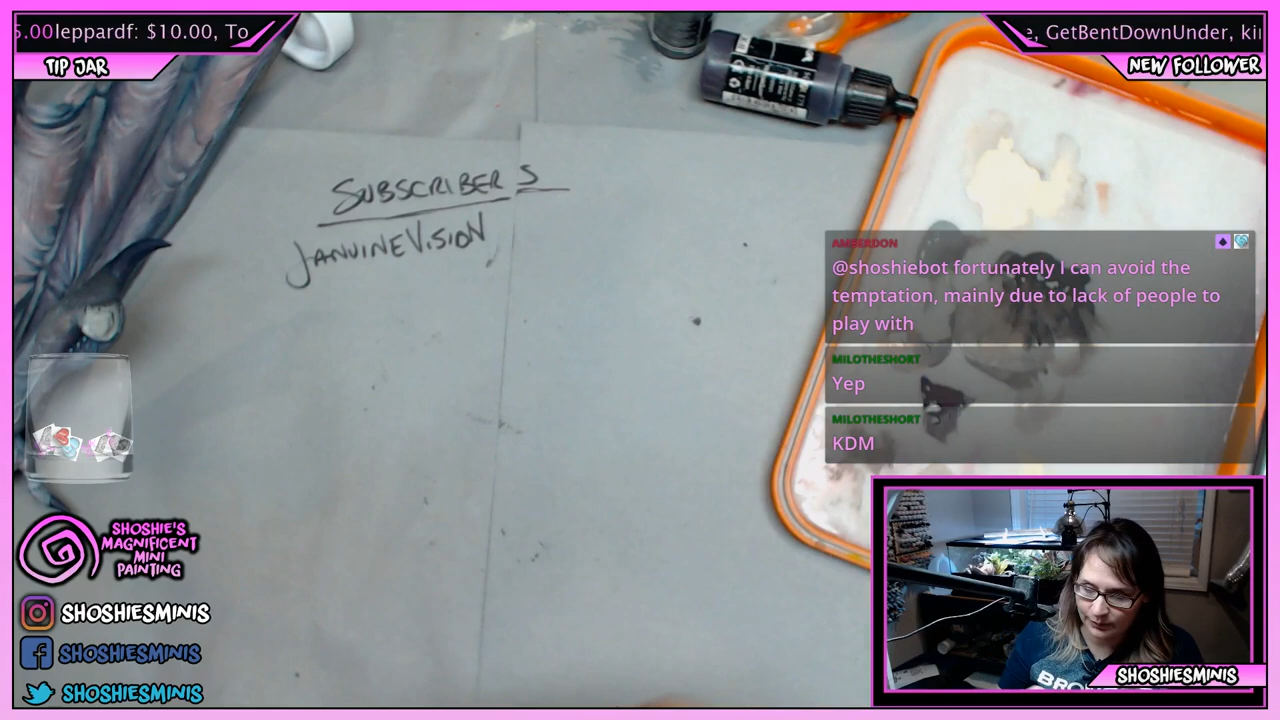 5.00leppardf: $10.00, To
TIP JAR
e, GetBentDownUnder, ki
NEW FOLLOWER
SUBSCRIBERS
JANUINEVISION
AMBERDON
@shoshiebot fortunately I can avoid the
temptation, mainly due to lack of people to
play with
MILOTHESHORT
Yep
MILOTHESHORT
KDM
SHOSHIE'S
MAGNIFICENT
MINI
PAINTING
SHOSHIESMINIS
SHOSHIESMINIS
SHOSHIESMINIS
SHOSHIESMINIS